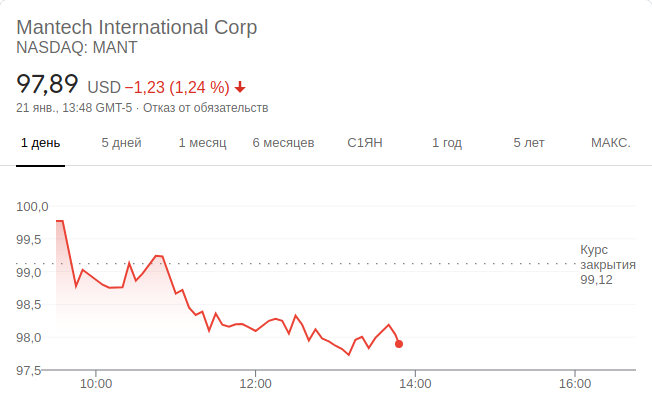 Mantech International Corp
NASDAQ: MANT
97,89 USD −1,23 (1,24 %)
21 янв., 13:48 GMT-5 · Отказ от обязательств
1 день 5 дней 1 месяц 6 месяцев С1ЯН 1 год 5 лет МАКС.
100,0
99,5
Курс
закрытия
99,12
99,0
98,5
98,0
97,5
10:00 12:00 14:00 16:00